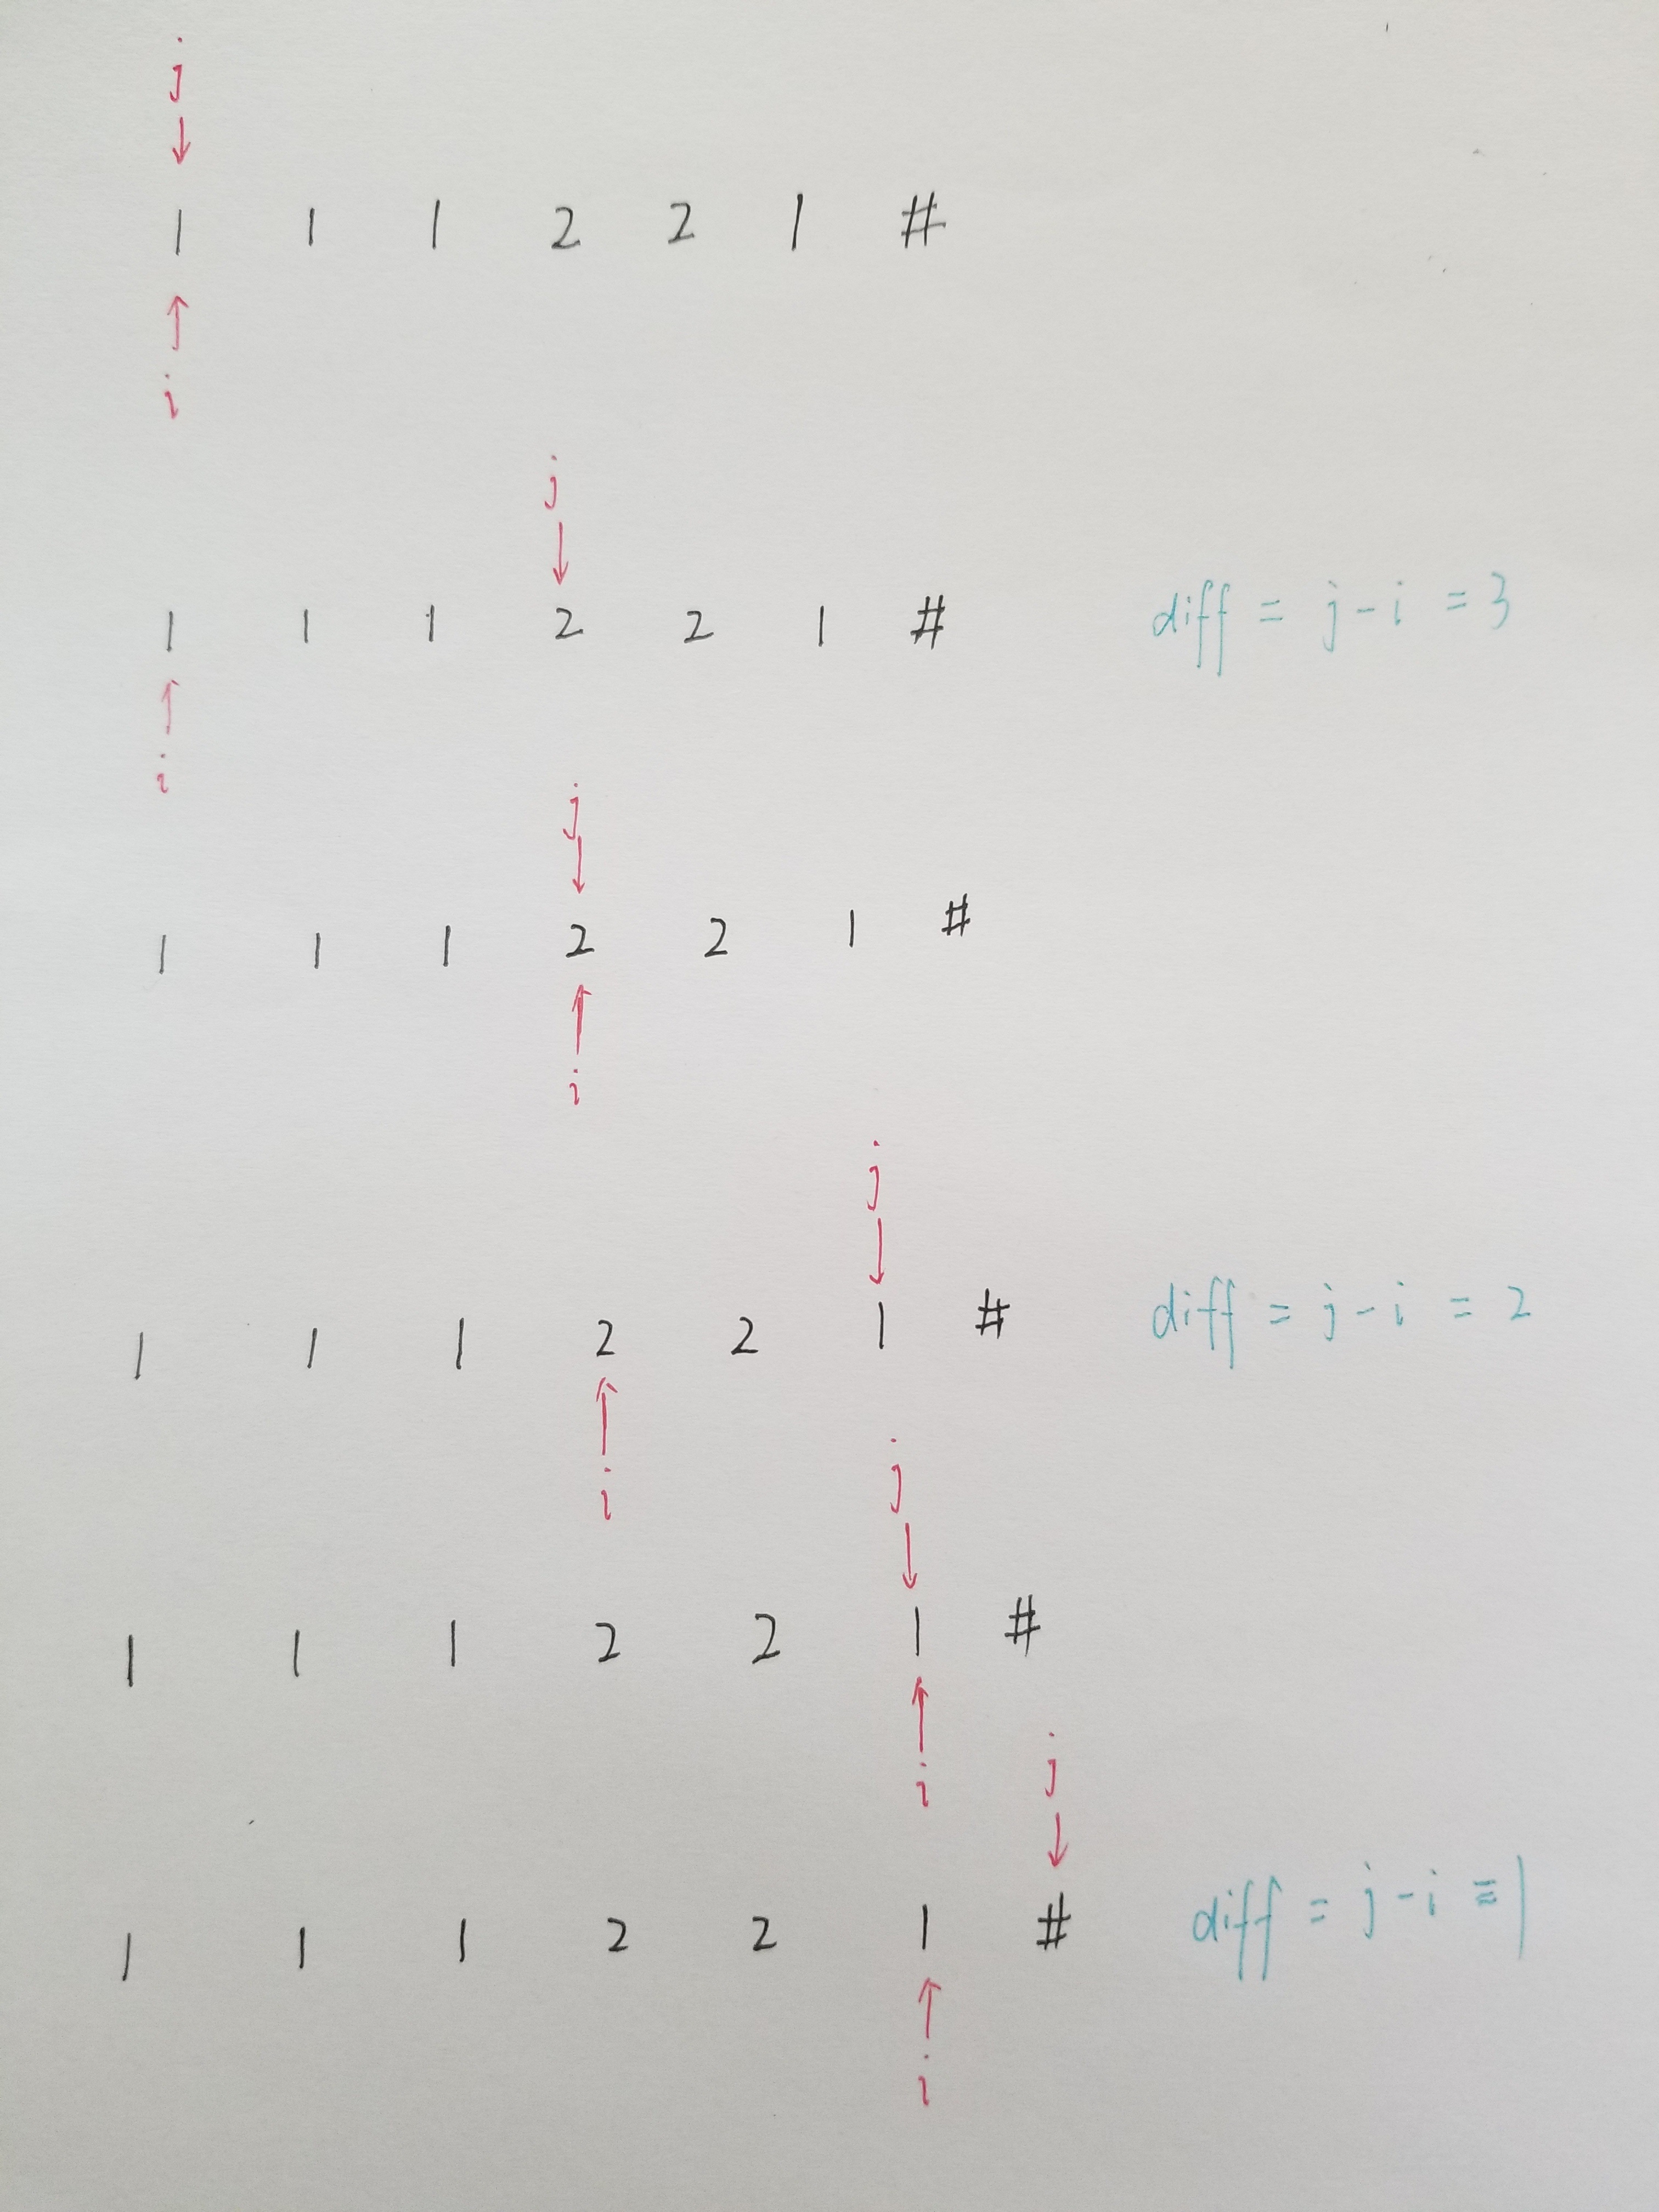 j
↓
1 1 1 2 2 1 #
↑
i
j
↓
1 1 1 2 2 1 # diff = j - i = 3
↑
i
j
↓
1 1 1 2 2 1 #
↑
i
j
↓
1 1 1 2 2 1 # diff = j - i = 2
↑
i
j
↓
1 1 1 2 2 1 #
↑
i
j
↓
1 1 1 2 2 1 # diff = j - i = 1
↑
i